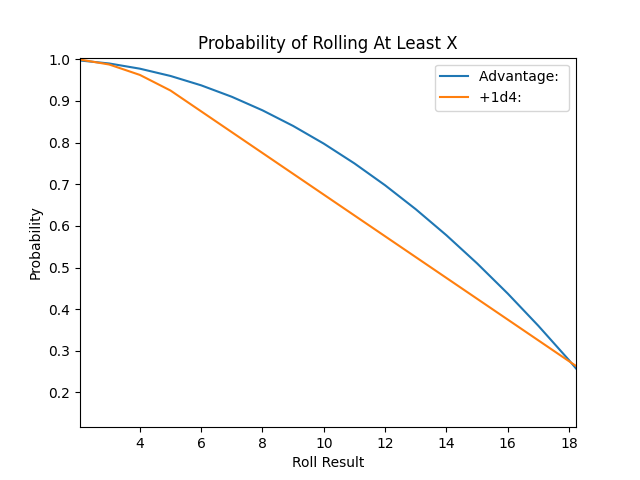 Probability of Rolling At Least X
Advantage:
+1d4:
1.0
0.9
0.8
0.7
0.6
0.5
0.4
0.3
0.2
Probability
4 6 8 10 12 14 16 18
Roll Result